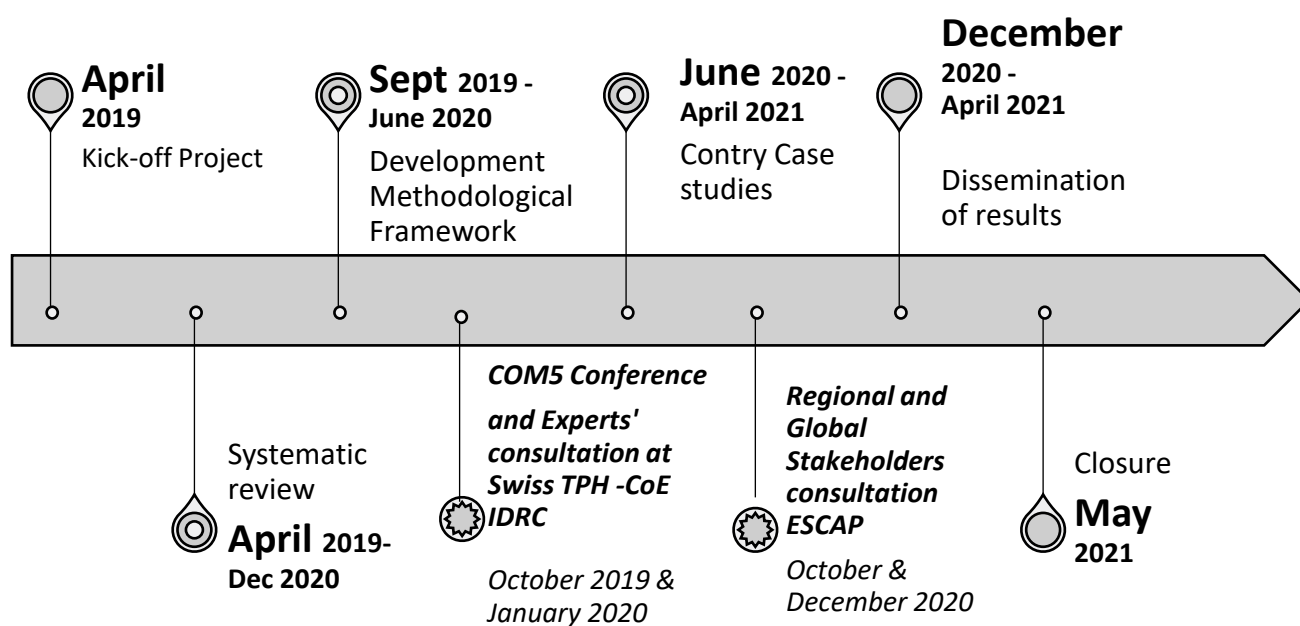 April
2019
Kick-off Project
Sept 2019 -
June 2020
Development
Methodological
Framework
June 2020 -
April 2021
Contry Case
studies
December
2020 -
April 2021
Dissemination
of results
Systematic
review
April 2019-
Dec 2020
COM5 Conference
and Experts'
consultation at
Swiss TPH -CoE
IDRC
October 2019 &
January 2020
Regional and
Global
Stakeholders
consultation
ESCAP
October &
December 2020
Closure
May
2021